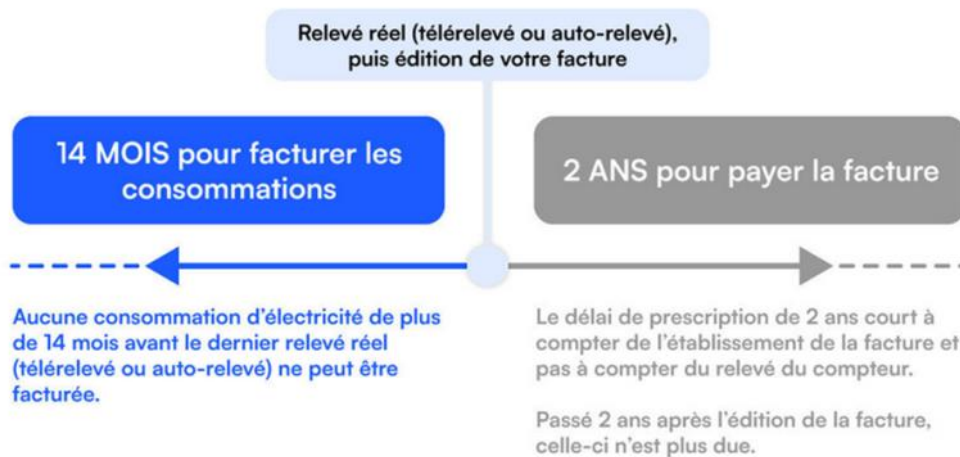 Relevé réel (télérelevé ou auto-relevé),
puis édition de votre facture
14 MOIS pour facturer les
consommations
2 ANS pour payer la facture
Aucune consommation d'électricité de plus
de 14 mois avant le dernier relevé réel
(télérelevé ou auto-relevé) ne peut être
facturée.
Le délai de prescription de 2 ans court à
compter de l'établissement de la facture et
pas à compter du relevé du compteur.
Passé 2 ans après l'édition de la facture,
celle-ci n'est plus due.